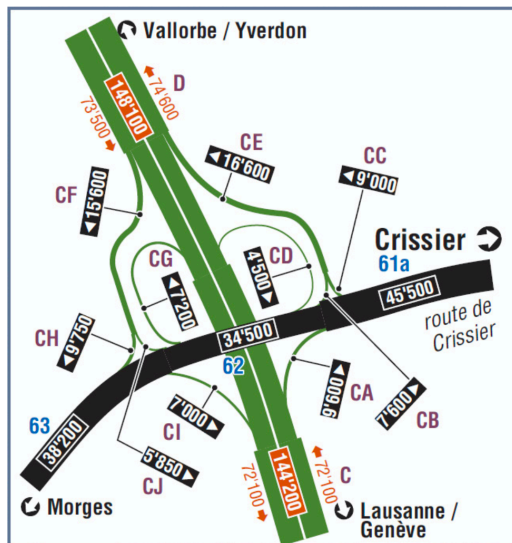 Vallorbe / Yverdon
D
74'600
73'500
148'100
CE
◀16'600
CC
◀9'000
CF
◀15'600
Crissier
61a
CG
◀7'200
CD
4'500▶
45'500
route de
Crissier
34'500
62
CH
◀9'750
63
38'200
CI
7'000▶
CJ
5'850▶
CA
9'600▶
CB
7'600▶
C
72'100
72'100
144'200
Morges
Lausanne /
Genève